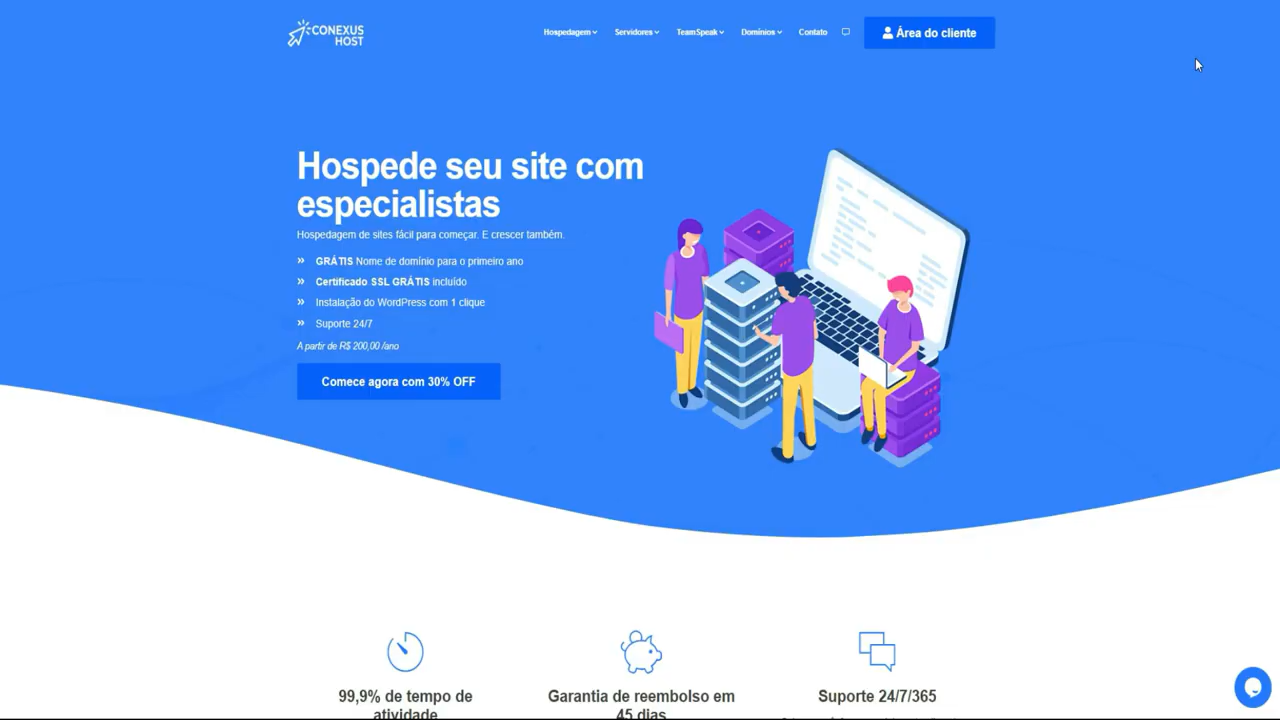 CONEXUS
HOST
Hospedagem
Servidores
TeamSpeak
Domínios
Contato
Área do cliente
Hospede seu site com
especialistas
Hospedagem de sites fácil para começar. E crescer também.
» GRÁTIS Nome de domínio para o primeiro ano
» Certificado SSL GRÁTIS incluído
» Instalação do WordPress com 1 clique
» Suporte 24/7
A partir de R$ 200,00 /ano
Comece agora com 30% OFF
99,9% de tempo de
atividade
Garantia de reembolso em
45 dias
Suporte 24/7/365